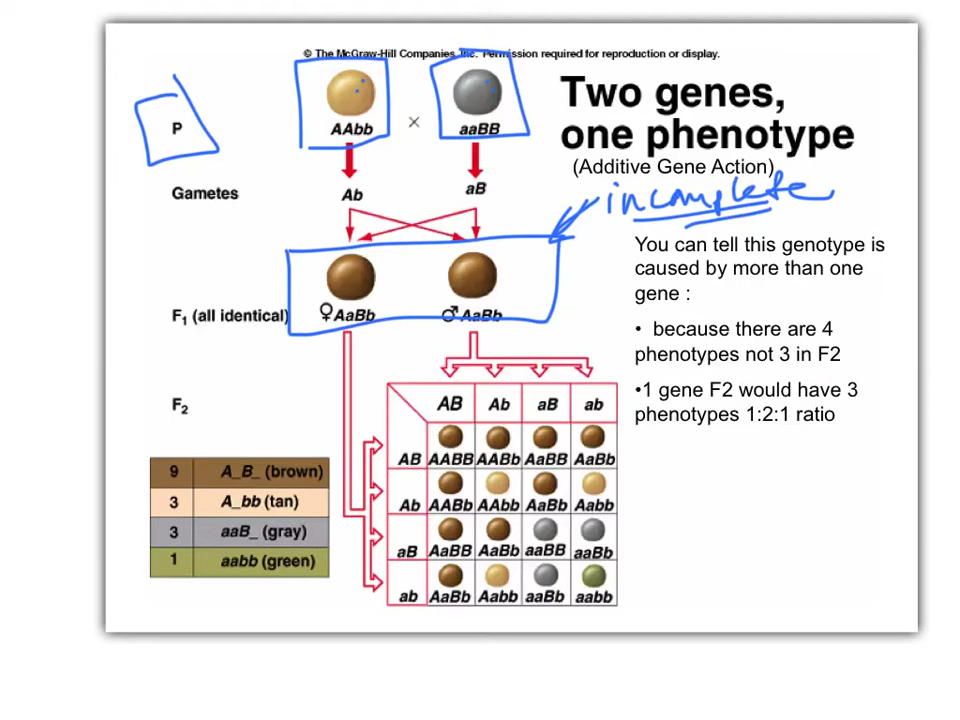 © The McGraw-Hill Companies, Inc. Permission required for reproduction or display.
Two genes,
one phenotype
(Additive Gene Action)
incomplete
P
AAbb × aaBB
Gametes
Ab aB
F1 (all identical)
♀AaBb ♂AaBb
You can tell this genotype is
caused by more than one
gene :
• because there are 4
phenotypes not 3 in F2
•1 gene F2 would have 3
phenotypes 1:2:1 ratio
F2
AB Ab aB ab
AB AABB AABb AaBB AaBb
Ab AABb AAbb AaBb Aabb
aB AaBB AaBb aaBB aaBb
ab AaBb Aabb aaBb aabb
9 A_B_ (brown)
3 A_bb (tan)
3 aaB_ (gray)
1 aabb (green)